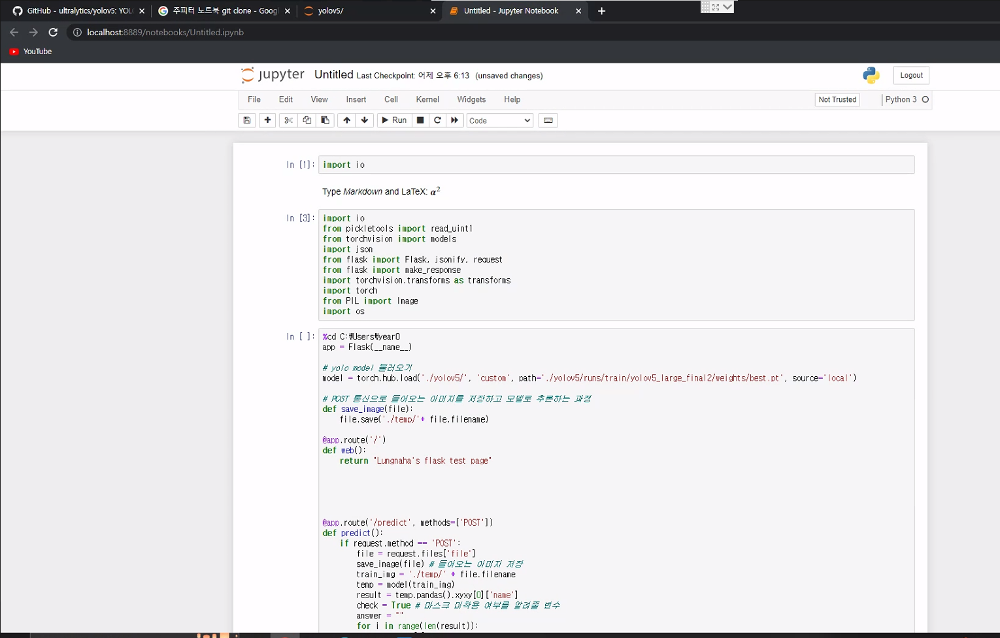 GitHub - ultralytics/yolov5: YOLO
주피터 노트북 git clone - Google
yolov5/
Untitled - Jupyter Notebook
localhost:8889/notebooks/Untitled.ipynb
YouTube
jupyter Untitled Last Checkpoint: 어제 오후 6:13 (unsaved changes)
Logout
File Edit View Insert Cell Kernel Widgets Help
Not Trusted
Python 3
Run
Code
In [1]: import io
Type Markdown and LaTeX: α²
In [3]: import io
from pickletools import read_uint1
from torchvision import models
import json
from flask import Flask, jsonify, request
from flask import make_response
import torchvision.transforms as transforms
import torch
from PIL import Image
import os
In [ ]: %cd C:₩Users₩year0
app = Flask(__name__)
# yolo model 불러오기
model = torch.hub.load('./yolov5/', 'custom', path='./yolov5/runs/train/yolov5_large_final2/weights/best.pt', source='local')
# POST 통신으로 들어오는 이미지를 저장하고 모델로 추론하는 과정
def save_image(file):
file.save('./temp/'+ file.filename)
@app.route('/')
def web():
return "Lungnaha's flask test page"
@app.route('/predict', methods=['POST'])
def predict():
if request.method == 'POST':
file = request.files['file']
save_image(file) # 들어오는 이미지 저장
train_img = './temp/' + file.filename
temp = model(train_img)
result = temp.pandas().xyxy[0]['name']
check = True # 마스크 미착용 여부를 알려줄 변수
answer = ""
for i in range(len(result)):